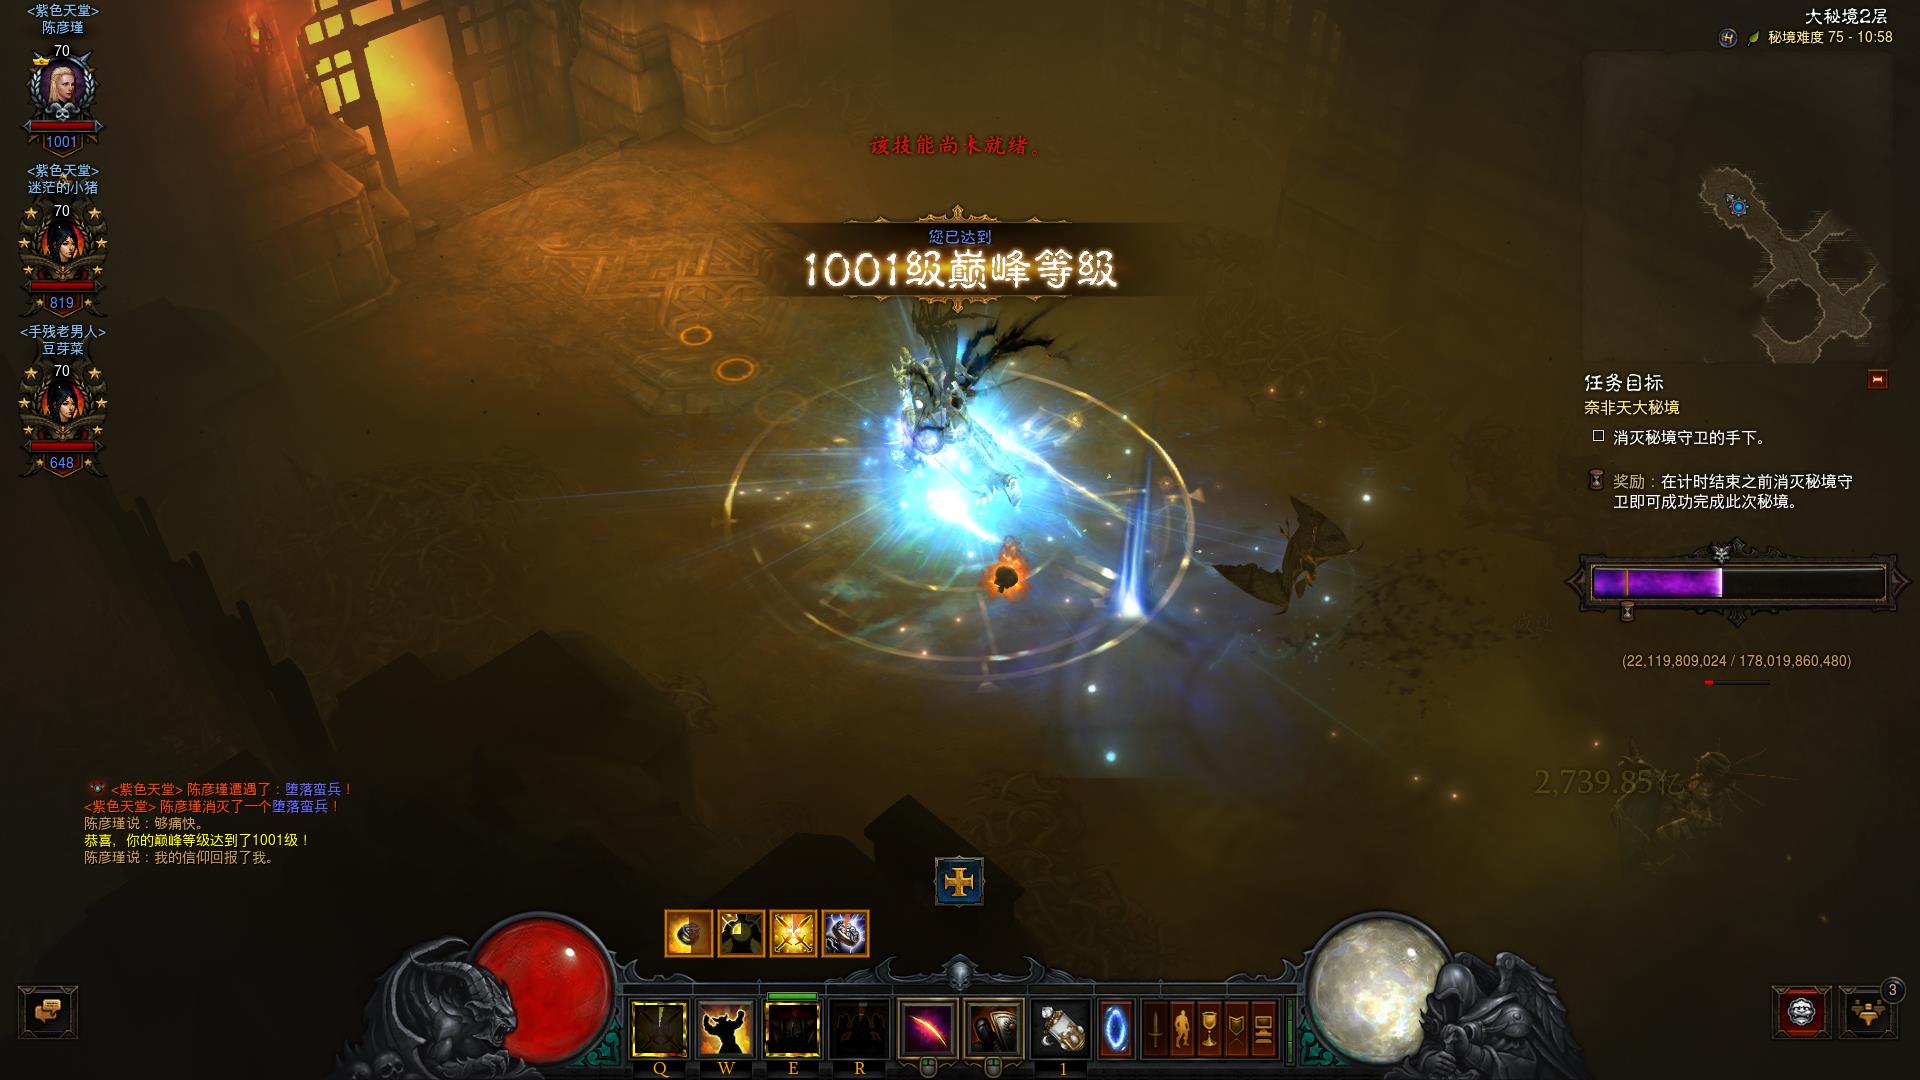 <紫色天堂>
陈彦瑾
70
1001
<紫色天堂>
迷茫的小猪
70
819
<手残老男人>
豆芽菜
70
648
大秘境2层
秘境难度 75 - 10:58
该技能尚未就绪。
您已达到
1001级巅峰等级
任务目标
奈非天大秘境
消灭秘境守卫的手下。
奖励：在计时结束之前消灭秘境守
卫即可成功完成此次秘境。
(22,119,809,024 / 178,019,860,480)
2,739.85亿
<紫色天堂> 陈彦瑾遭遇了：堕落蛮兵！
<紫色天堂> 陈彦瑾消灭了一个堕落蛮兵！
陈彦瑾说：够痛快。
恭喜，你的巅峰等级达到了1001级！
陈彦瑾说：我的信仰回报了我。
Q W E R 1
3